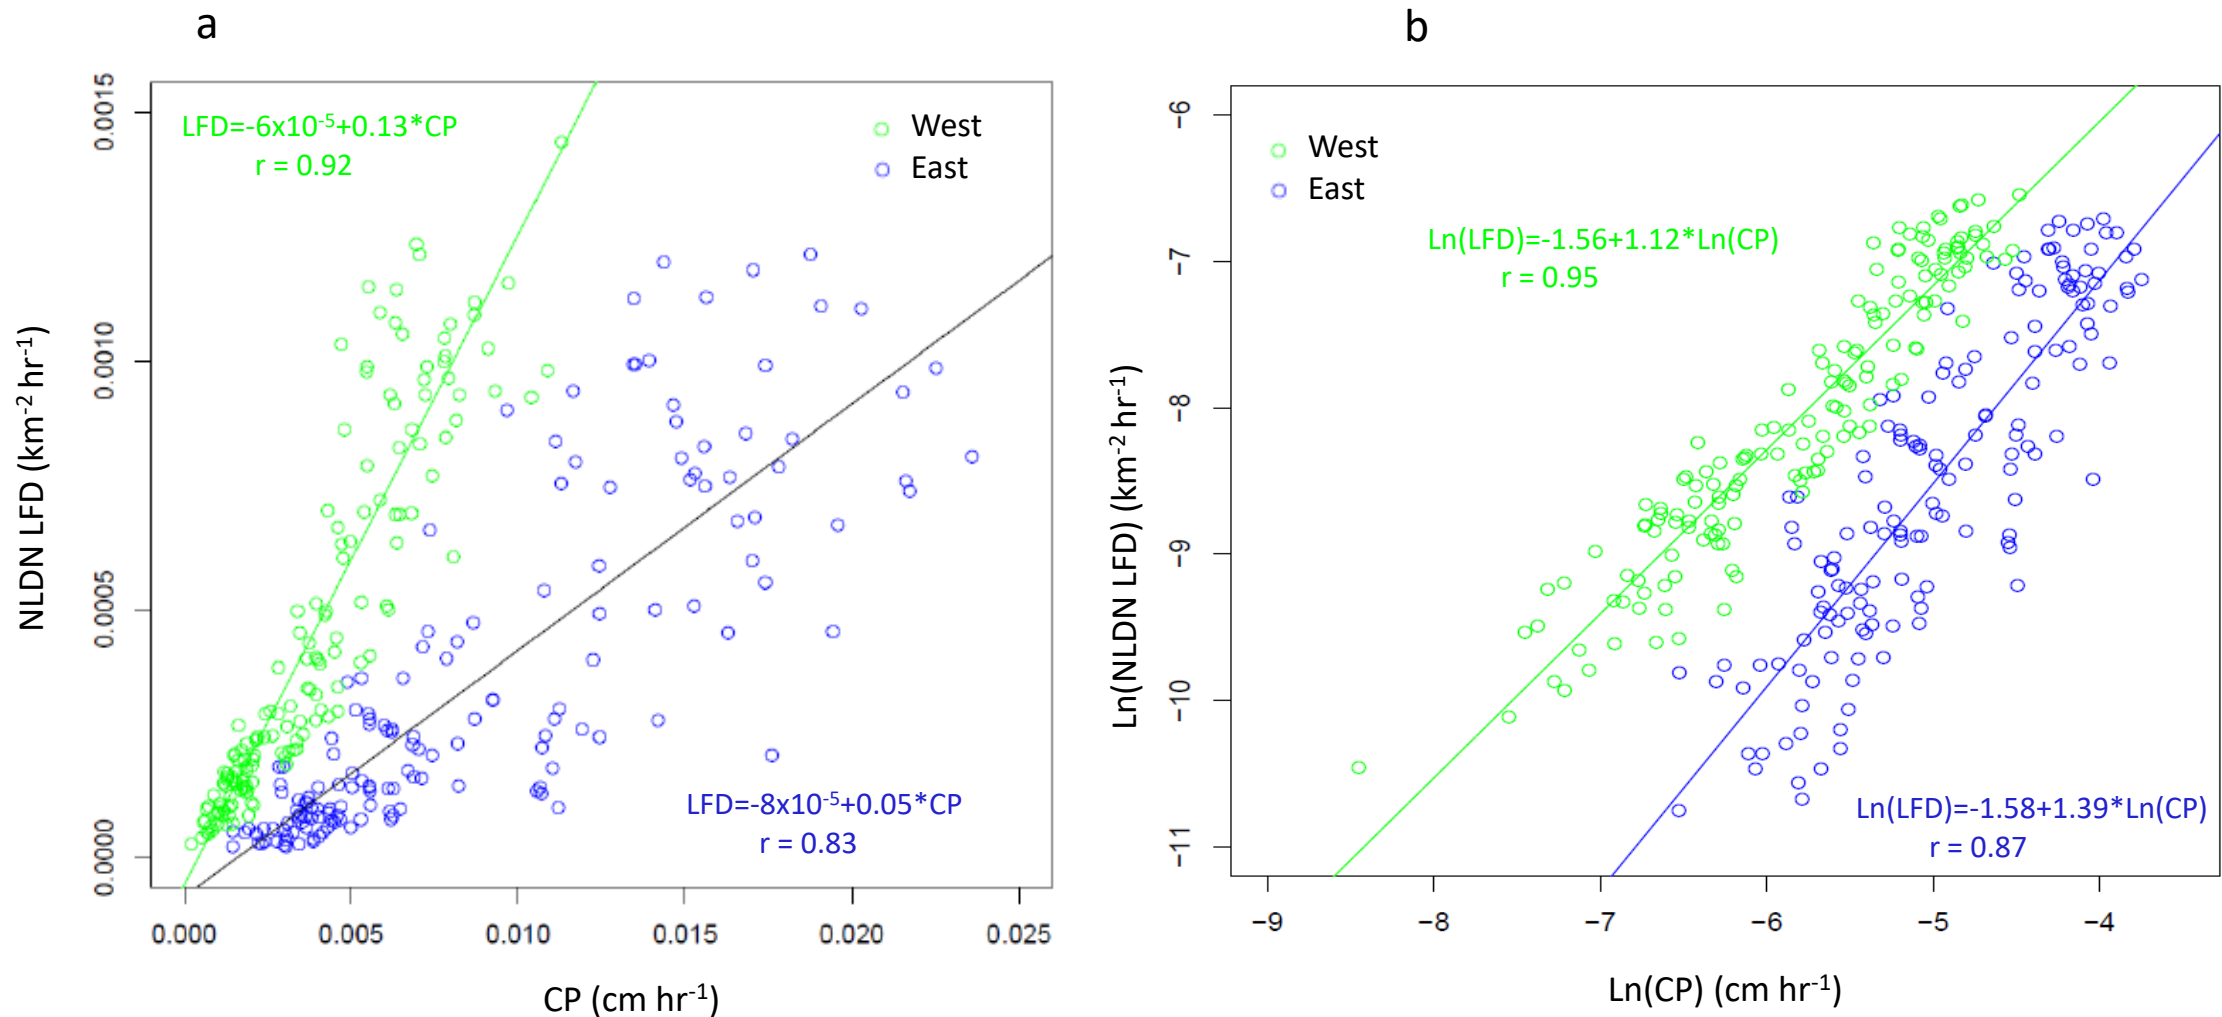 a
NLDN LFD (km⁻² hr⁻¹)
0.0015
0.0010
0.0005
0.0000
LFD=-6x10⁻⁵+0.13*CP
r = 0.92
West
East
LFD=-8x10⁻⁵+0.05*CP
r = 0.83
0.000 0.005 0.010 0.015 0.020 0.025
CP (cm hr⁻¹)
b
Ln(NLDN LFD) (km⁻² hr⁻¹)
−6
−7
−8
−9
−10
−11
West
East
Ln(LFD)=-1.56+1.12*Ln(CP)
r = 0.95
Ln(LFD)=-1.58+1.39*Ln(CP)
r = 0.87
−9 −8 −7 −6 −5 −4
Ln(CP) (cm hr⁻¹)